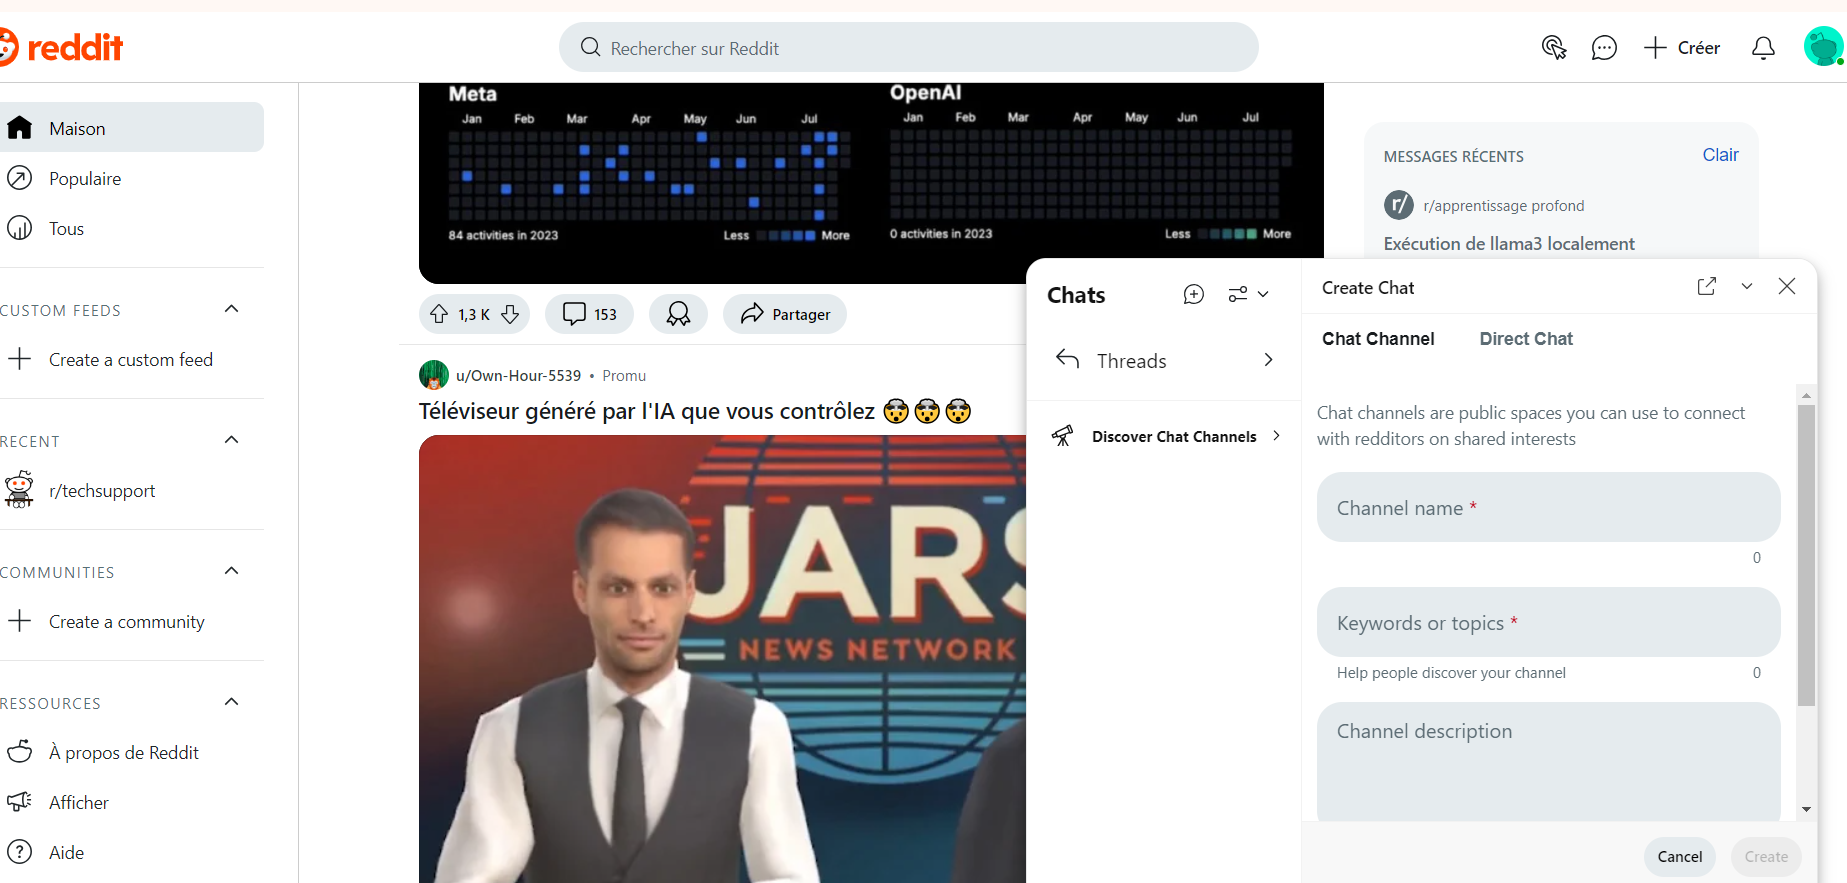 reddit
Rechercher sur Reddit
Créer
Maison
Populaire
Tous
CUSTOM FEEDS
Create a custom feed
RECENT
r/techsupport
COMMUNITIES
Create a community
RESSOURCES
À propos de Reddit
Afficher
Aide
Meta
Jan Feb Mar Apr May Jun Jul
84 activities in 2023
Less More
OpenAI
Jan Feb Mar Apr May Jun Jul
0 activities in 2023
Less More
1,3 K
153
Partager
u/Own-Hour-5539 • Promu
Téléviseur généré par l'IA que vous contrôlez 🤯🤯🤯
JARS
NEWS NETWORK
MESSAGES RÉCENTS
Clair
r/
r/apprentissage profond
Exécution de llama3 localement
Chats
Threads
Discover Chat Channels
Create Chat
Chat Channel
Direct Chat
Chat channels are public spaces you can use to connect
with redditors on shared interests
Channel name *
0
Keywords or topics *
Help people discover your channel
0
Channel description
Cancel
Create